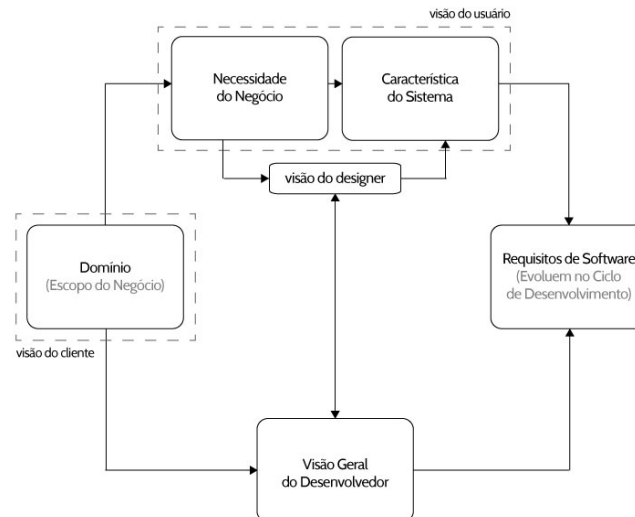 visão do usuário
Necessidade
do Negócio
Característica
do Sistema
visão do designer
Domínio
(Escopo do Negócio)
visão do cliente
Requisitos de Software
(Evoluem no Ciclo
de Desenvolvimento)
Visão Geral
do Desenvolvedor